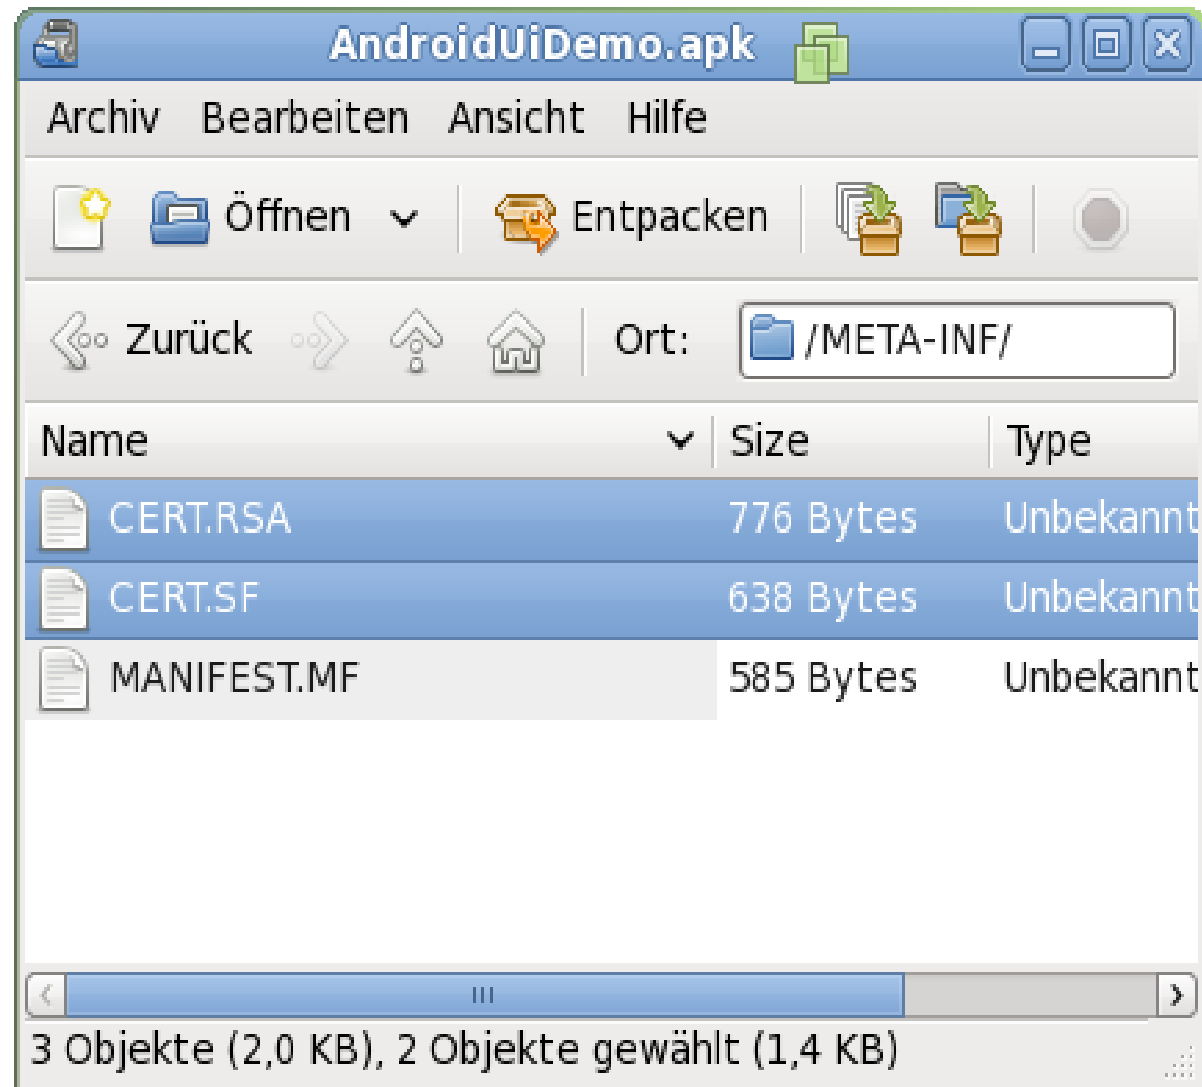 AndroidUiDemo.apk
Archiv Bearbeiten Ansicht Hilfe
Öffnen Entpacken
Zurück Ort: /META-INF/
Name Size Type
CERT.RSA 776 Bytes Unbekannt
CERT.SF 638 Bytes Unbekannt
MANIFEST.MF 585 Bytes Unbekannt
3 Objekte (2,0 KB), 2 Objekte gewählt (1,4 KB)